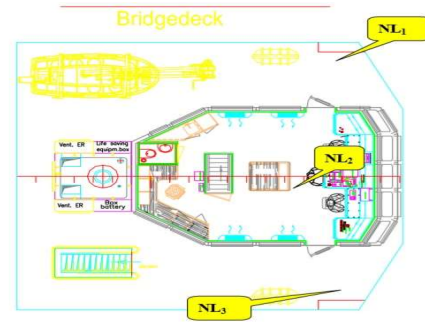 Bridgedeck
NL1
Vent. ER
Life saving
equipm.box
NL2
Vent. ER
Box
battery
NL3